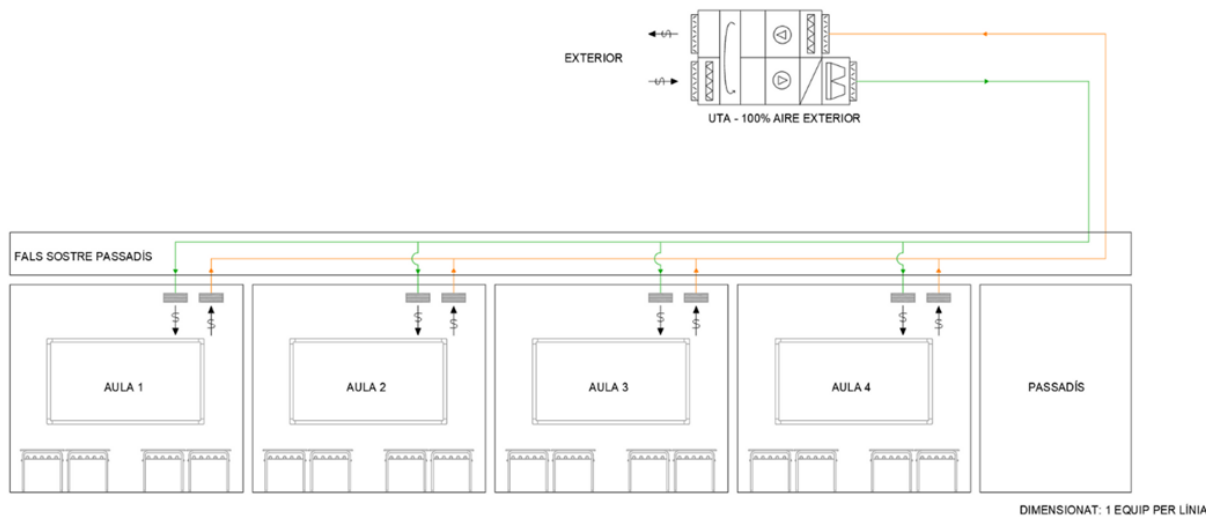 EXTERIOR
UTA - 100% AIRE EXTERIOR
FALS SOSTRE PASSADÍS
AULA 1
AULA 2
AULA 3
AULA 4
PASSADÍS
DIMENSIONAT: 1 EQUIP PER LÍNIA